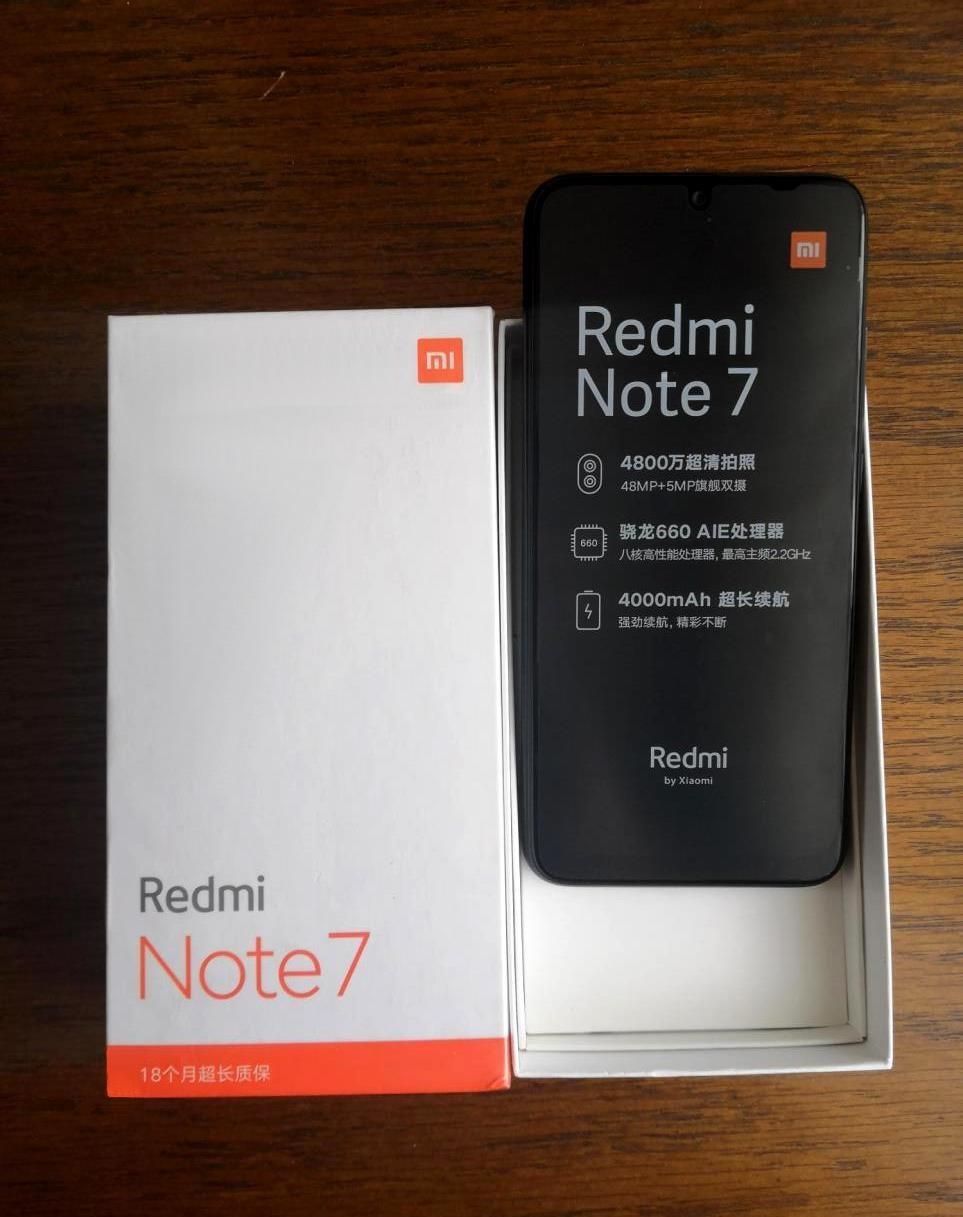 mi
Redmi
Note7
18个月超长质保
mi
Redmi
Note 7
4800万超清拍照
48MP+5MP旗舰双摄
660
骁龙660 AIE处理器
八核高性能处理器, 最高主频2.2GHz
4000mAh 超长续航
强劲续航, 精彩不断
Redmi
by Xiaomi